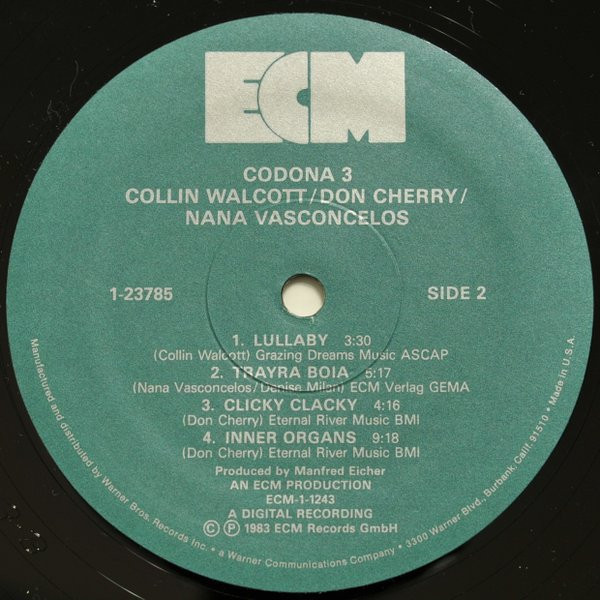 ECM
CODONA 3
COLLIN WALCOTT/DON CHERRY/
NANA VASCONCELOS
1-23785
SIDE 2
1. LULLABY 3:30
(Collin Walcott) Grazing Dreams Music ASCAP
2. TRAYRA BOIA 5:17
(Nana Vasconcelos/Denise Milan) ECM Verlag GEMA
3. CLICKY CLACKY 4:16
(Don Cherry) Eternal River Music BMI
4. INNER ORGANS 9:18
(Don Cherry) Eternal River Music BMI
Produced by Manfred Eicher
AN ECM PRODUCTION
ECM-1-1243
A DIGITAL RECORDING
Ⓒ Ⓟ 1983 ECM Records GmbH
Manufactured and distributed by Warner Bros. Records Inc. • a Warner Communications Company • 3300 Warner Blvd., Burbank, Calif. 91510 • Made in U.S.A.